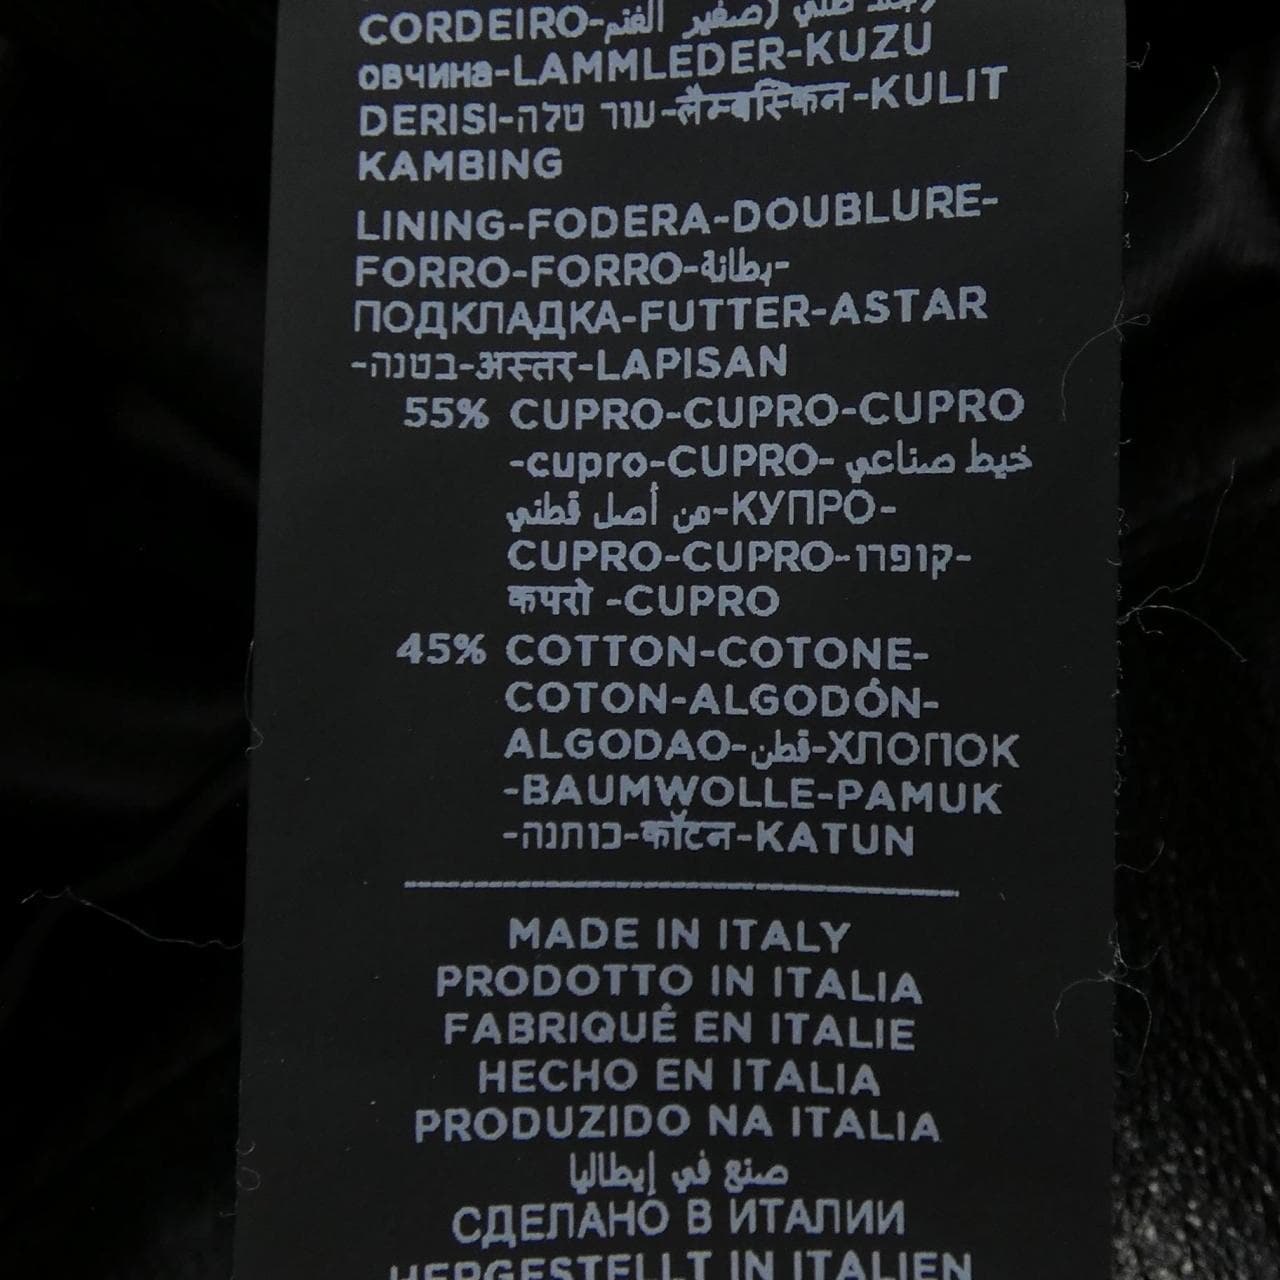 CORDEIRO-صغير الغنم)
овчина-LAMMLEDER-KUZU
DERISI-עור טלה-लैम्बस्किन-KULIT
KAMBING
LINING-FODERA-DOUBLURE-
FORRO-FORRO-بطانة-
ПОДКЛАДКА-FUTTER-ASTAR
-בטנה-अस्तर-LAPISAN
55% CUPRO-CUPRO-CUPRO
-cupro-CUPRO- خيط صناعي
من أصل قطني-КУПРО-
CUPRO-CUPRO-קופרו-
कपरो -CUPRO
45% COTTON-COTONE-
COTON-ALGODÓN-
ALGODAO-قطن-ХЛОПОК
-BAUMWOLLE-PAMUK
-כותנה-कॉटन-KATUN
MADE IN ITALY
PRODOTTO IN ITALIA
FABRIQUÉ EN ITALIE
HECHO EN ITALIA
PRODUZIDO NA ITALIA
صنع في إيطاليا
СДЕЛАНО В ИТАЛИИ
HERGESTELLT IN ITALIEN